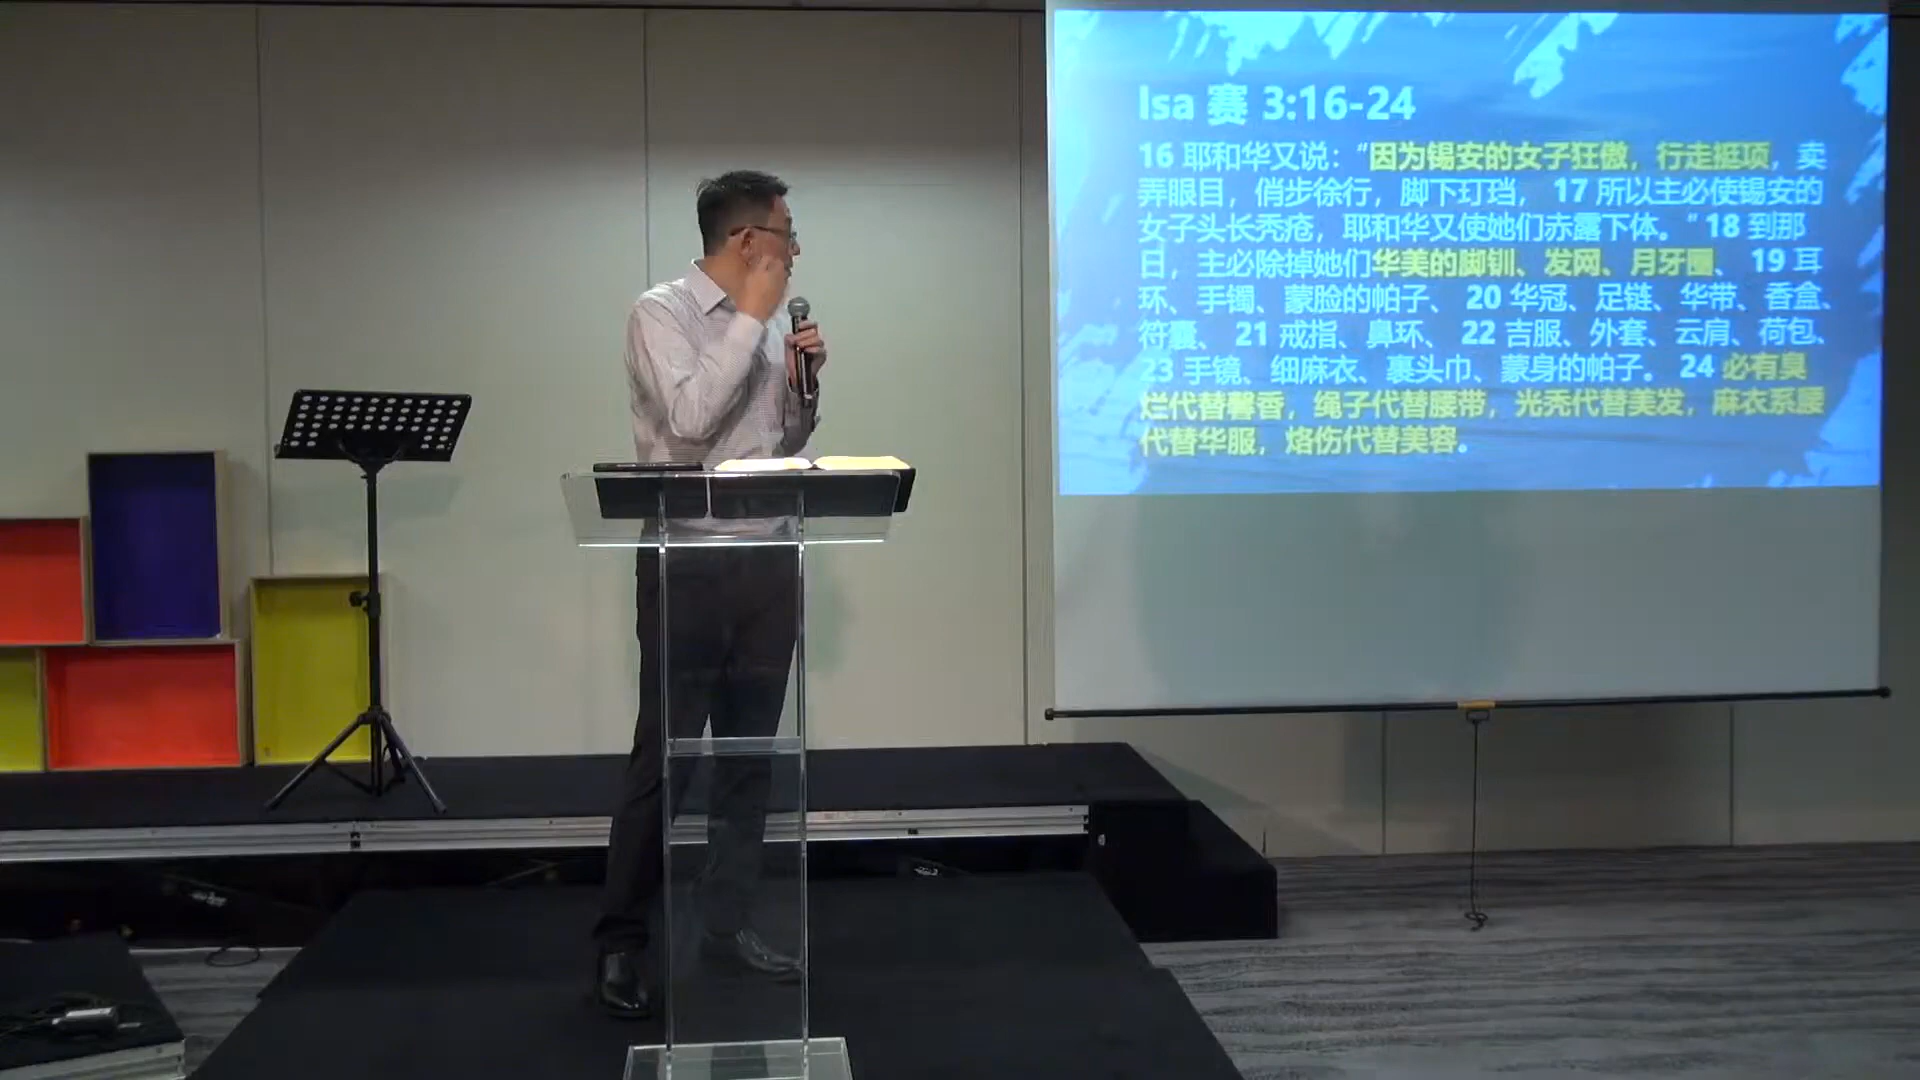 Isa 赛 3:16-24
16 耶和华又说：“因为锡安的女子狂傲，行走挺项，卖
弄眼目，俏步徐行，脚下玎珰， 17 所以主必使锡安的
女子头长秃疮，耶和华又使她们赤露下体。” 18 到那
日，主必除掉她们华美的脚钏、发网、月牙圈、 19 耳
环、手镯、蒙脸的帕子、 20 华冠、足链、华带、香盒、
符囊、 21 戒指、鼻环、 22 吉服、外套、云肩、荷包、
23 手镜、细麻衣、裹头巾、蒙身的帕子。 24 必有臭
烂代替馨香，绳子代替腰带，光秃代替美发，麻衣系腰
代替华服，烙伤代替美容。